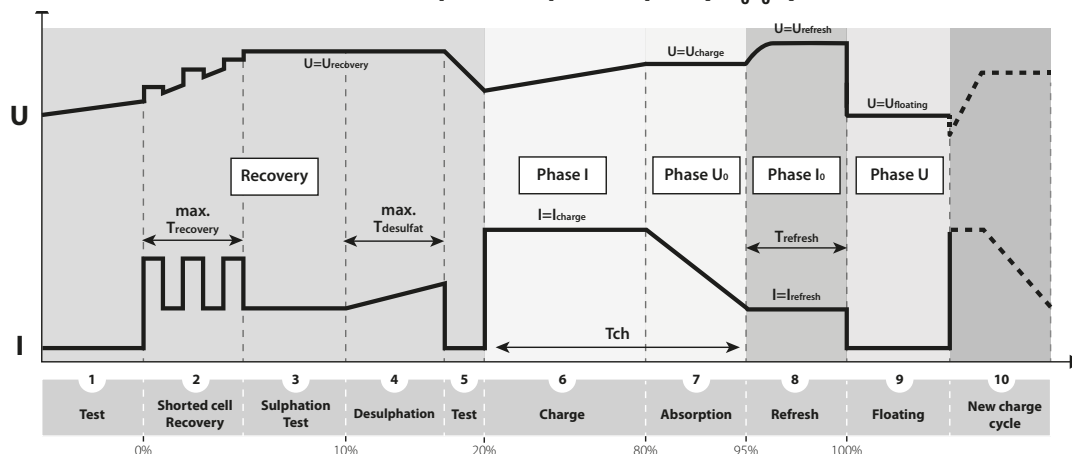 U=Urefresh
U=Ucharge
U=Urecovery
U
U=Ufloating
Recovery
Phase I
Phase U0
Phase I0
Phase U
max.
Trecovery
max.
Tdesulfat
I=Icharge
Trefresh
I=Irefresh
Tch
I
1 2 3 4 5 6 7 8 9 10
Test
Shorted cell
Recovery
Sulphation
Test
Desulphation
Test
Charge
Absorption
Refresh
Floating
New charge
cycle
0% 10% 20% 80% 95% 100%